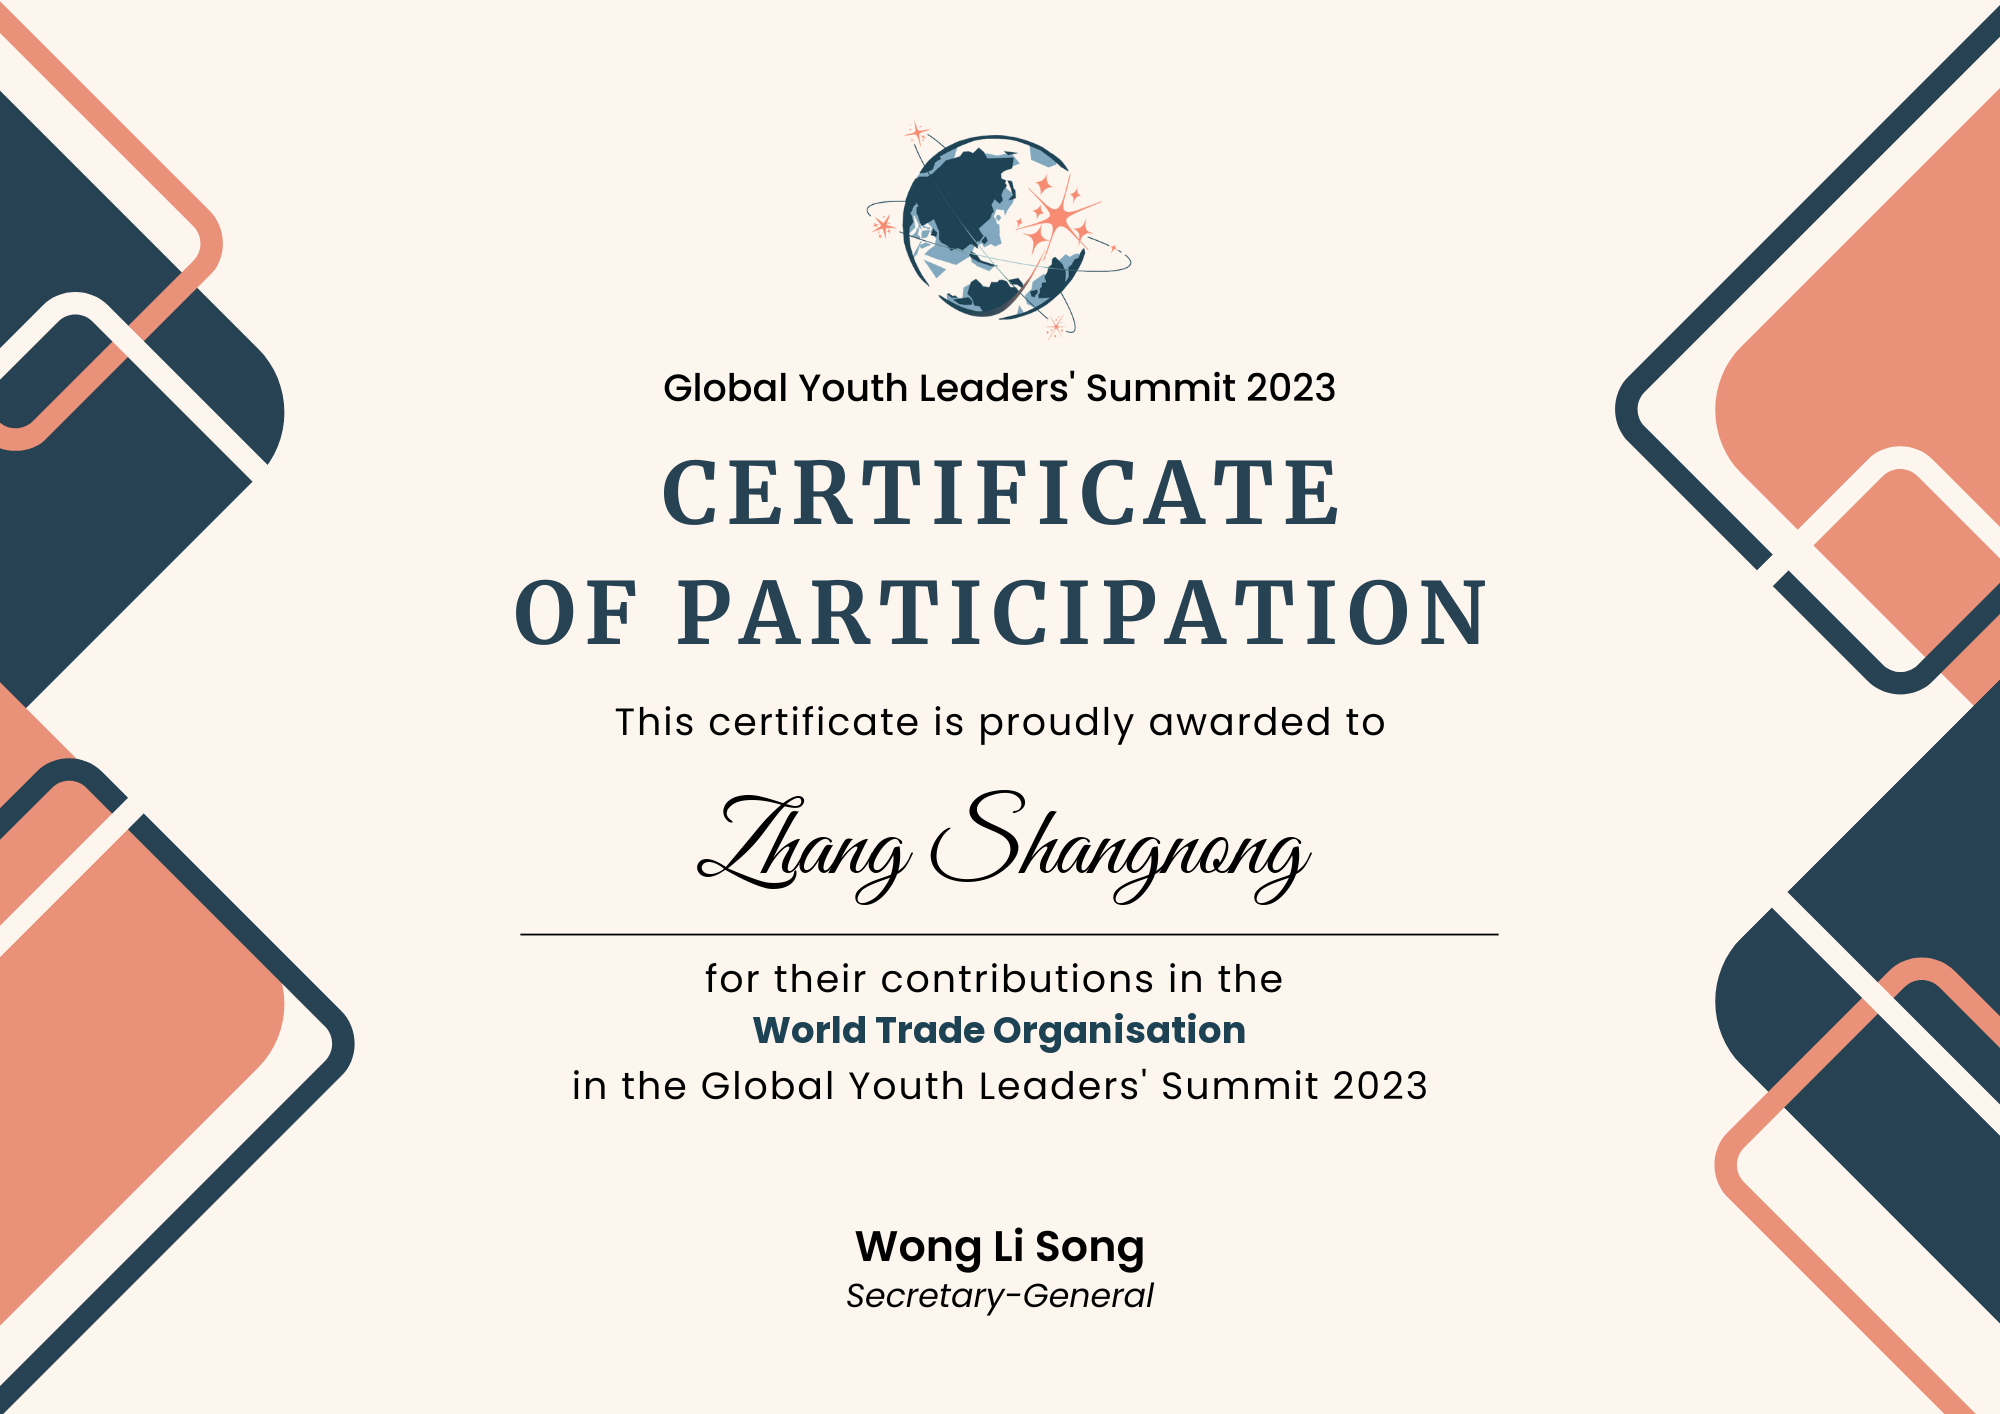 Global Youth Leaders' Summit 2023
CERTIFICATE
OF PARTICIPATION
This certificate is proudly awarded to
Zhang Shangnong
for their contributions in the
World Trade Organisation
in the Global Youth Leaders' Summit 2023
Wong Li Song
Secretary-General